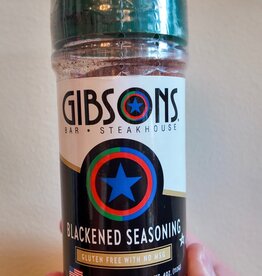 GIBSONS
BAR • STEAKHOUSE
BLACKENED SEASONING
GLUTEN FREE WITH NO MSG